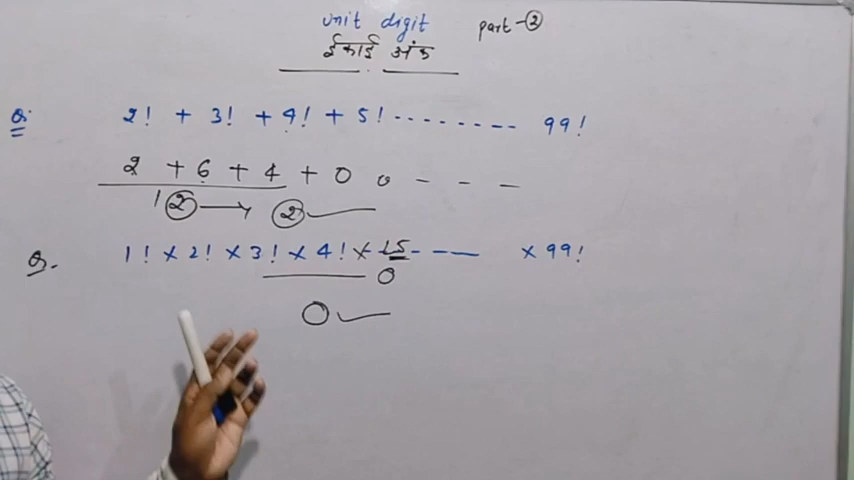 unit digit part-②
ईकाई अंक
Q. 2! + 3! + 4! + 5! -------- 99!
2 + 6 + 4 + 0 0 - - -
1② → ②
Q. 1! × 2! × 3! × 4! × ∟5 - - — × 99!
0
0